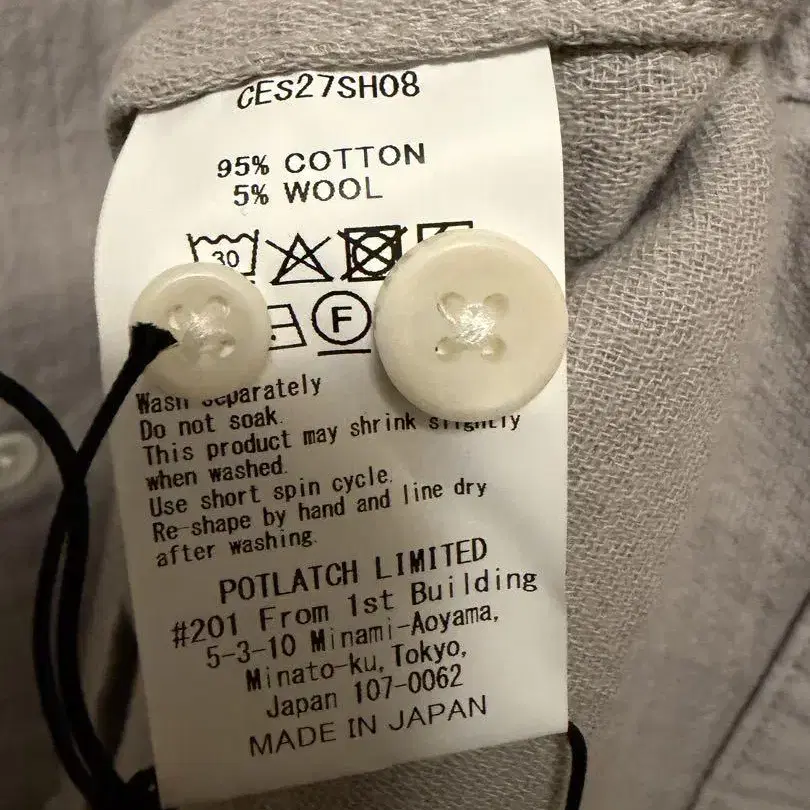 CES27SH08
95% COTTON
5% WOOL
30
F
Wash separately
Do not soak.
This product may shrink slightly
when washed.
Use short spin cycle.
Re-shape by hand and line dry
after washing.
POTLATCH LIMITED
#201 From 1st Building
5-3-10 Minami-Aoyama,
Minato-ku, Tokyo,
Japan 107-0062
MADE IN JAPAN